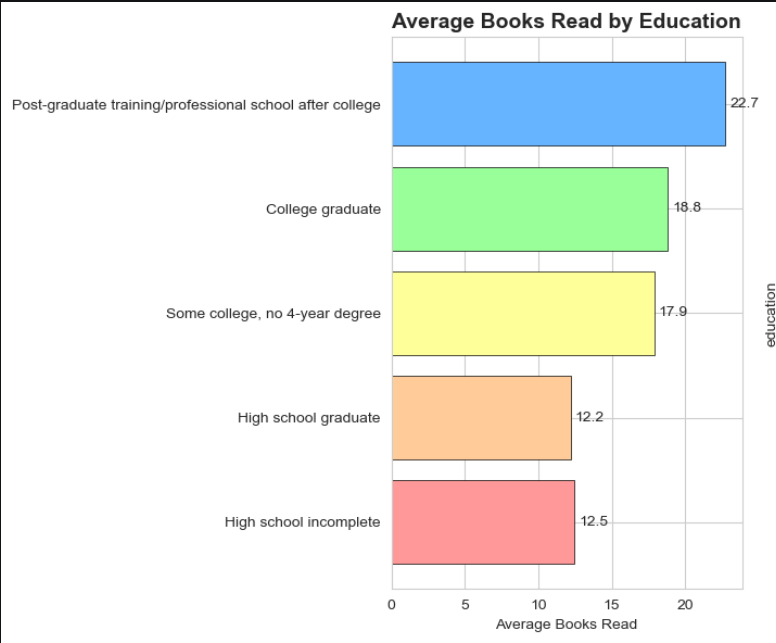 Average Books Read by Education
Post-graduate training/professional school after college
22.7
College graduate
18.8
Some college, no 4-year degree
17.9
High school graduate
12.2
High school incomplete
12.5
education
0 5 10 15 20
Average Books Read